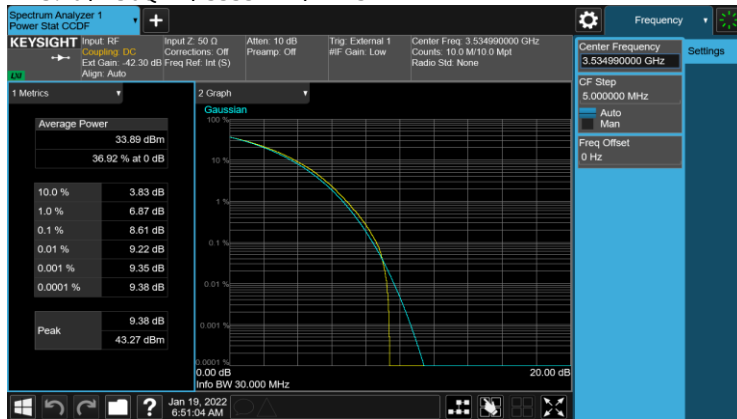 Spectrum Analyzer 1
Power Stat CCDF
Frequency
KEYSIGHT
Input: RF
Coupling: DC
Ext Gain: -42.30 dB
Align: Auto
Input Z: 50 Ω
Corrections: Off
Freq Ref: Int (S)
Atten: 10 dB
Preamp: Off
Trig: External 1
#IF Gain: Low
Center Freq: 3.534990000 GHz
Counts: 10.0 M/10.0 Mpt
Radio Std: None
LXI
1 Metrics
Average Power
33.89 dBm
36.92 % at 0 dB
10.0 % 3.83 dB
1.0 % 6.87 dB
0.1 % 8.61 dB
0.01 % 9.22 dB
0.001 % 9.35 dB
0.0001 % 9.38 dB
Peak
9.38 dB
43.27 dBm
2 Graph
Gaussian
100 %
10 %
1 %
0.1 %
0.01 %
0.001 %
0.0001 %
0.00 dB
20.00 dB
Info BW 30.000 MHz
Center Frequency
3.534990000 GHz
Settings
CF Step
5.000000 MHz
Auto
Man
Freq Offset
0 Hz
?
Jan 19, 2022
6:51:04 AM